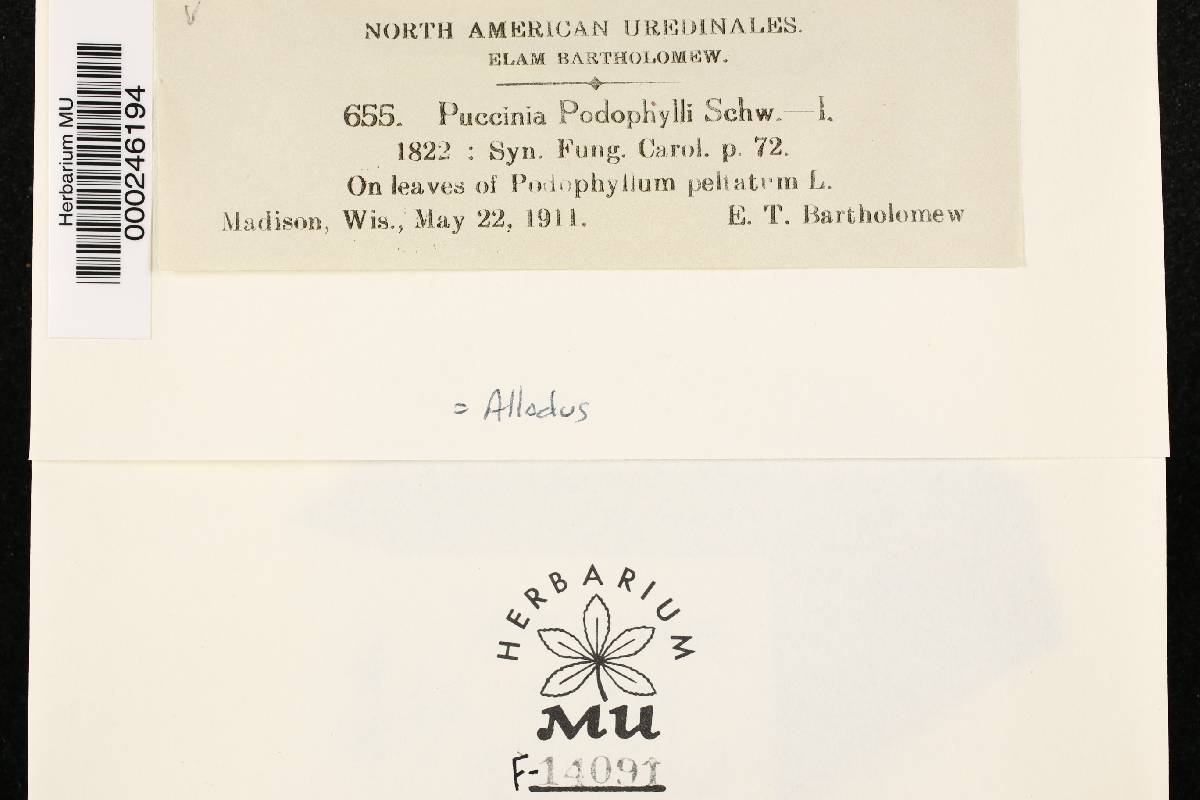 NORTH AMERICAN UREDINALES.
ELAM BARTHOLOMEW.
655. Puccinia Podophylli Schw.—I.
1822 : Syn. Fung. Carol. p. 72.
On leaves of Podophyllum peltatum L.
Madison, Wis., May 22, 1911. E. T. Bartholomew
Herbarium MU
000246194
= Allodus
HERBARIUM
MU
F-14091